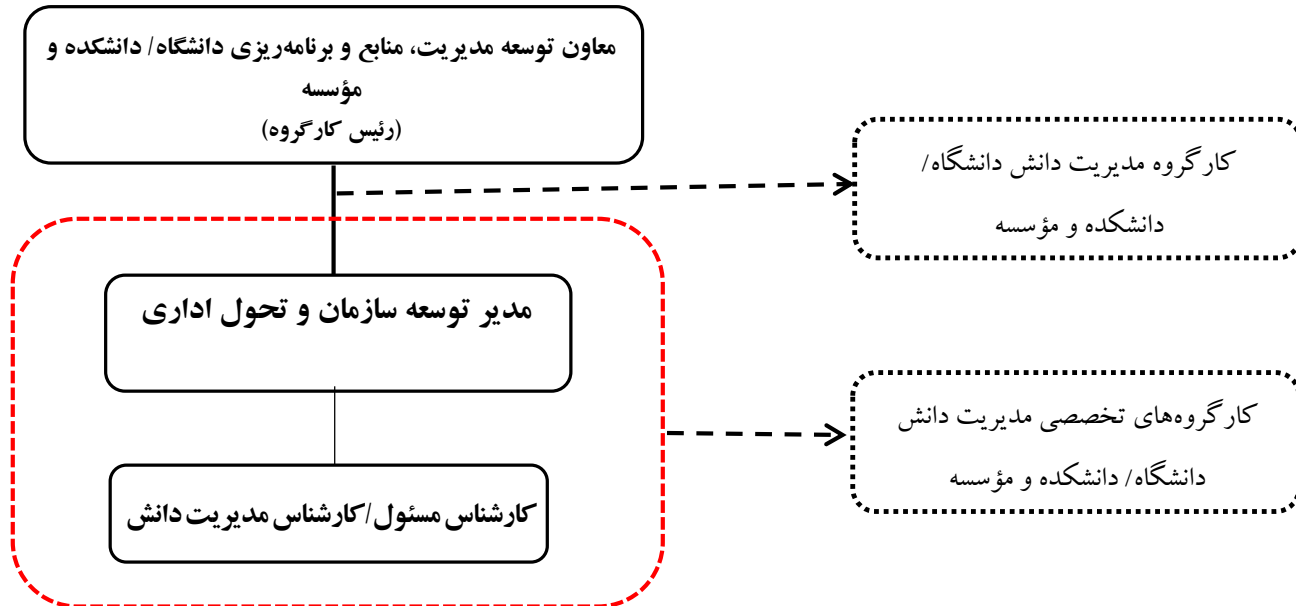 معاون توسعه مدیریت، منابع و برنامه‌ریزی دانشگاه/ دانشکده و
مؤسسه
(رئیس کارگروه)
کارگروه مدیریت دانش دانشگاه/
دانشکده و مؤسسه
مدیر توسعه سازمان و تحول اداری
کارگروه‌های تخصصی مدیریت دانش
دانشگاه/ دانشکده و مؤسسه
کارشناس مسئول/کارشناس مدیریت دانش